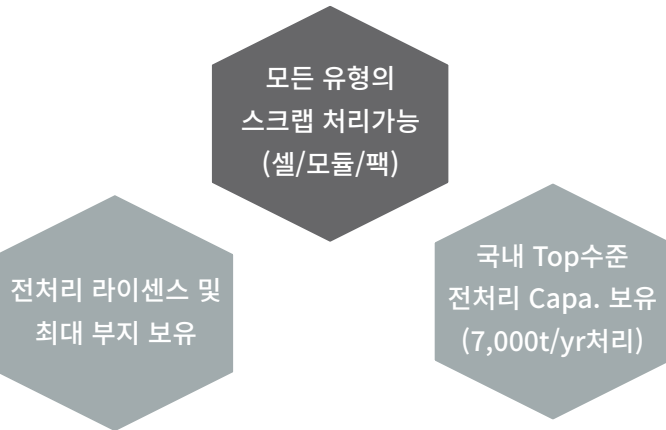 모든 유형의
스크랩 처리가능
(셀/모듈/팩)
전처리 라이센스 및
최대 부지 보유
국내 Top수준
전처리 Capa. 보유
(7,000t/yr처리)